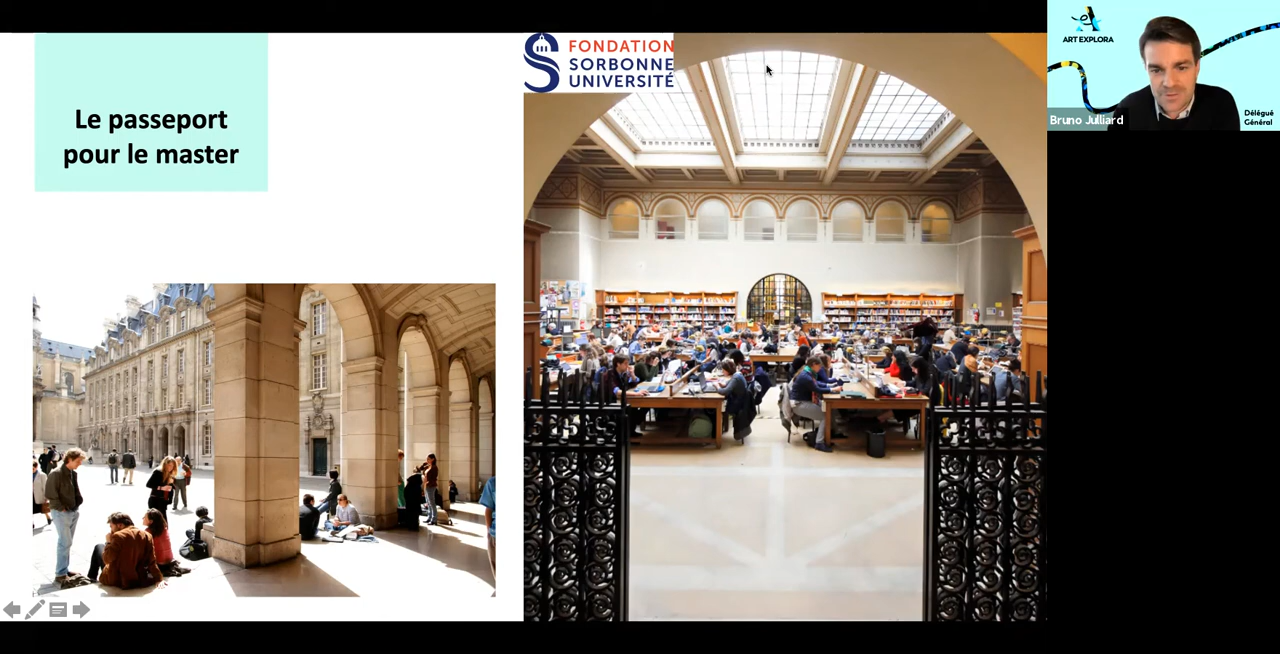 Le passeport
pour le master
FONDATION
SORBONNE
UNIVERSITÉ
ART EXPLORA
Bruno Julliard
Délégué
Général